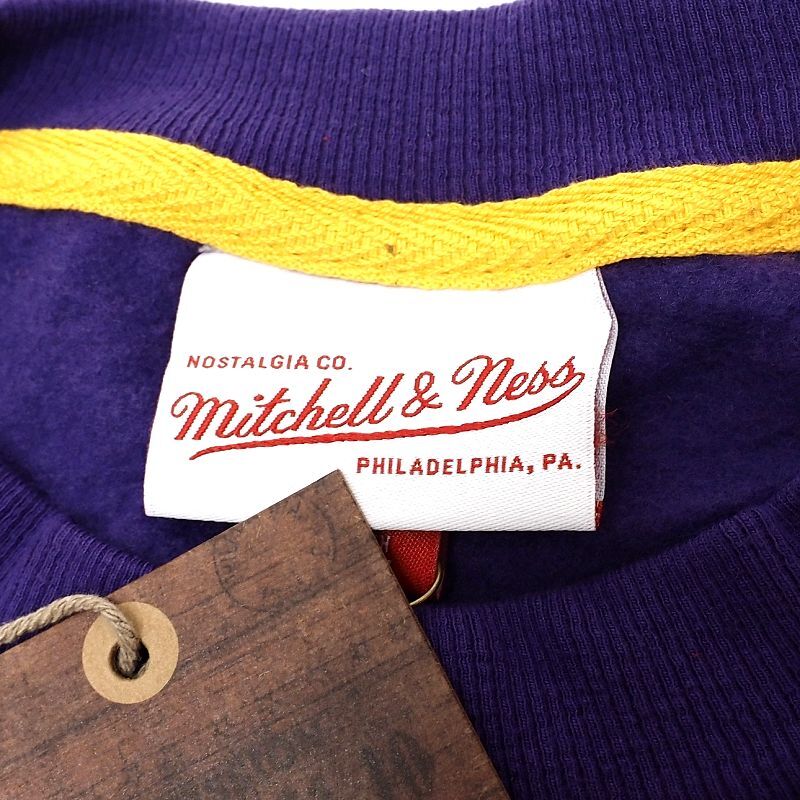 NOSTALGIA CO.
Mitchell & Ness
PHILADELPHIA, PA.